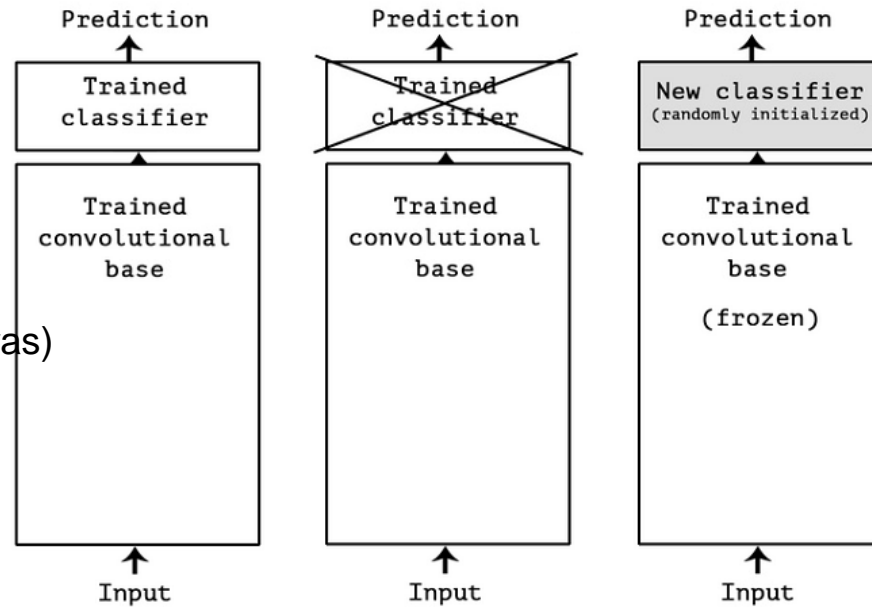 Prediction
Trained
classifier
Trained
convolutional
base
Input
Prediction
Trained
classifier
Trained
convolutional
base
Input
Prediction
New classifier
(randomly initialized)
Trained
convolutional
base
(frozen)
Input
as)